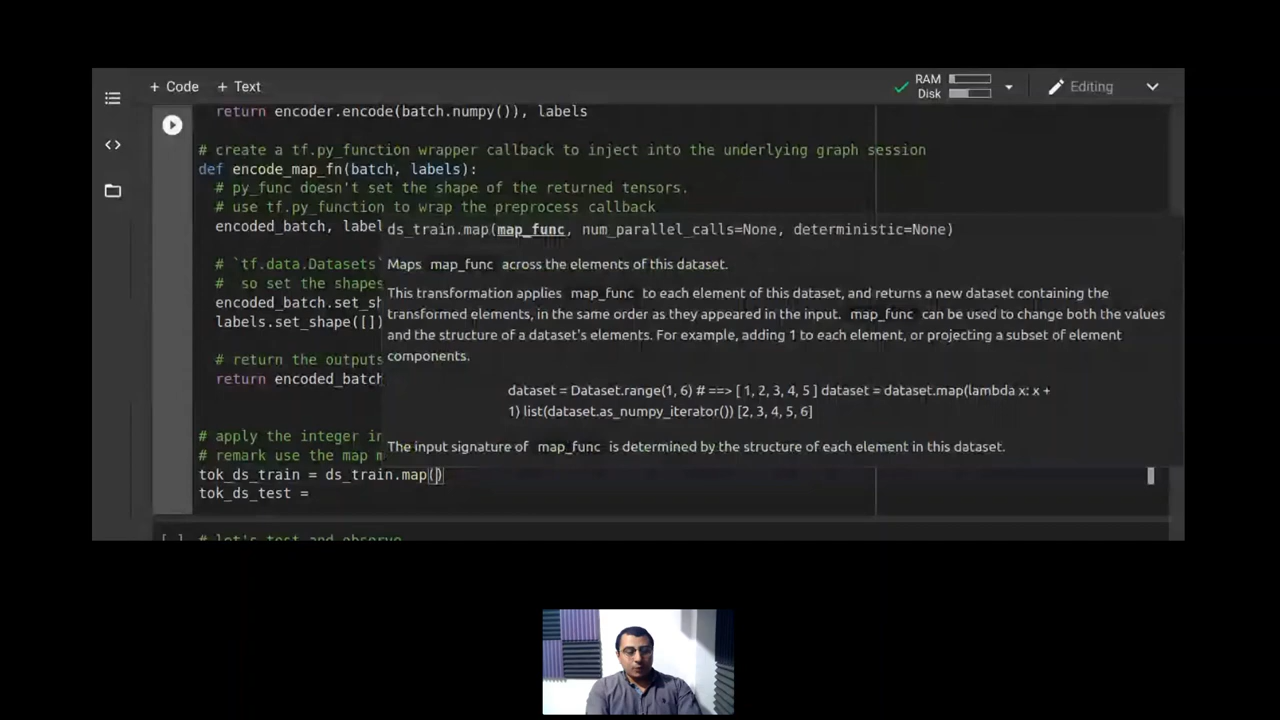 + Code + Text
RAM
Disk
Editing
return encoder.encode(batch.numpy()), labels
# create a tf.py_function wrapper callback to inject into the underlying graph session
def encode_map_fn(batch, labels):
# py_func doesn't set the shape of the returned tensors.
# use tf.py_function to wrap the preprocess callback
encoded_batch, label
ds_train.map(map_func, num_parallel_calls=None, deterministic=None)
Maps map_func across the elements of this dataset.
This transformation applies map_func to each element of this dataset, and returns a new dataset containing the
transformed elements, in the same order as they appeared in the input. map_func can be used to change both the values
and the structure of a dataset's elements. For example, adding 1 to each element, or projecting a subset of element
components.
dataset = Dataset.range(1, 6) # ==> [ 1, 2, 3, 4, 5 ] dataset = dataset.map(lambda x: x +
1) list(dataset.as_numpy_iterator()) [2, 3, 4, 5, 6]
The input signature of map_func is determined by the structure of each element in this dataset.
# `tf.data.Datasets`
# so set the shapes
encoded_batch.set_sh
labels.set_shape([])
# return the outputs
return encoded_batch
# apply the integer in
# remark use the map m
tok_ds_train = ds_train.map()
tok_ds_test =
[ ] # let's test and observe